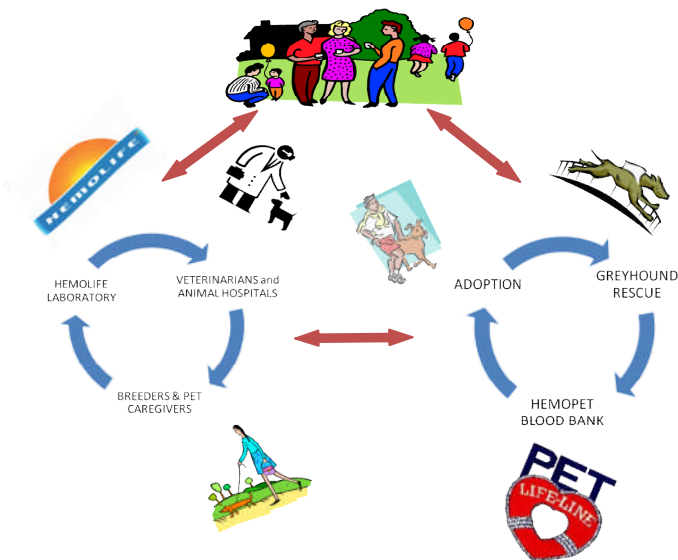 HEMOLIFE
HEMOLIFE
LABORATORY
VETERINARIANS and
ANIMAL HOSPITALS
BREEDERS & PET
CAREGIVERS
ADOPTION
GREYHOUND
RESCUE
HEMOPET
BLOOD BANK
PET
LIFE-LINE